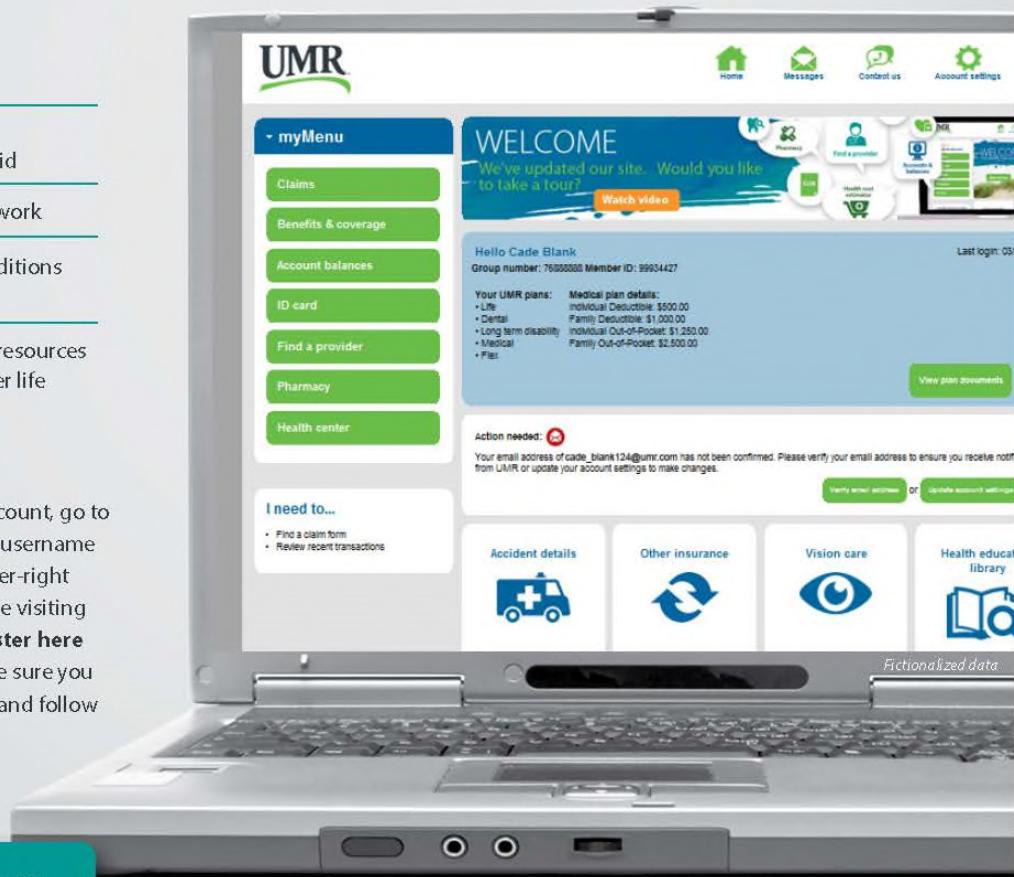 id
work
ditions
resources
er life
count, go to
username
er-right
e visiting
ster here
e sure you
and follow
UMR
Home
Messages
Contact us
Account settings
myMenu
Claims
Benefits & coverage
Account balances
ID card
Find a provider
Pharmacy
Health center
I need to...
• Find a claim form
• Review recent transactions
WELCOME
We've updated our site. Would you like
to take a tour?
Watch video
Pharmacy
Find a provider
Accounts &
balances
Health cost
estimator
UMR
WELCO
Hello Cade Blank
Last login: 03/
Group number: 76888888 Member ID: 99934427
Your UMR plans:
• Life
• Dental
• Long term disability
• Medical
• Flex
Medical plan details:
Individual Deductible: $500.00
Family Deductible: $1,000.00
Individual Out-of-Pocket: $1,250.00
Family Out-of-Pocket: $2,500.00
View plan documents
Action needed:
Your email address of cade_blank124@umr.com has not been confirmed. Please verify your email address to ensure you receive notifi
from UMR or update your account settings to make changes.
Verify email address or Update account settings
Accident details
Other insurance
Vision care
Health educat
library
Fictionalized data